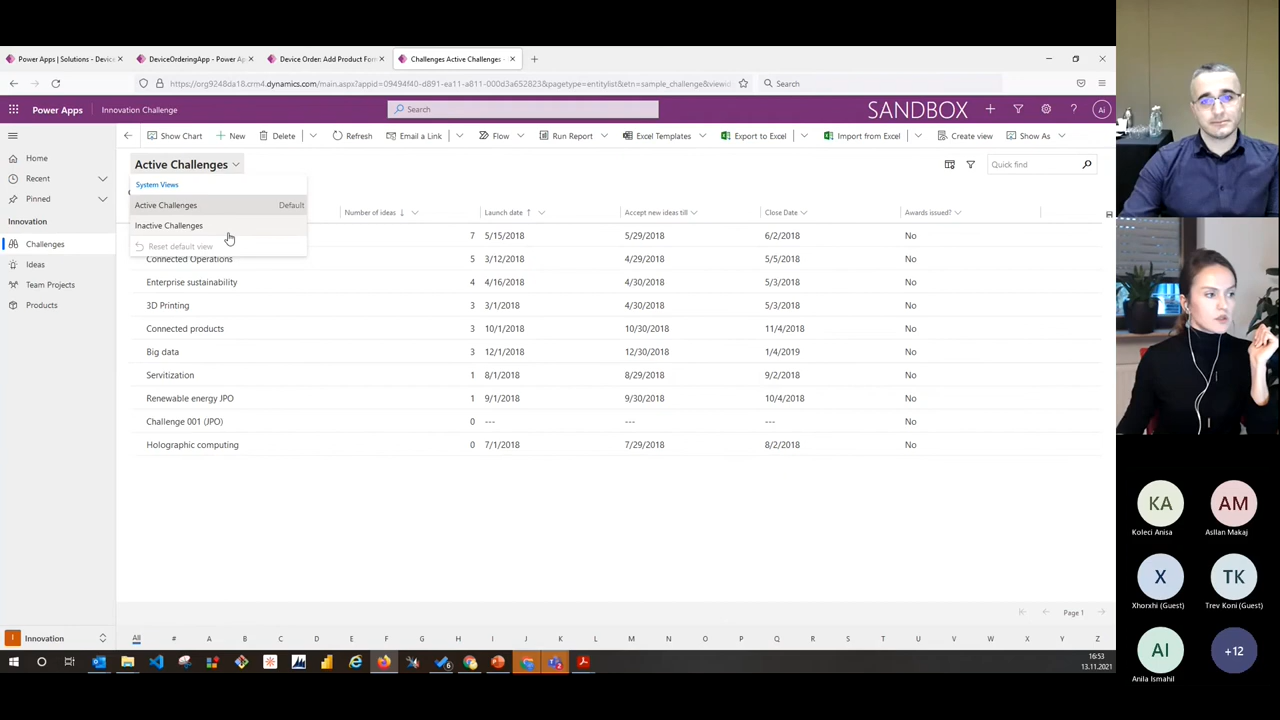 Power Apps | Solutions - Device
DeviceOrderingApp - Power Ap
Device Order: Add Product Form
Challenges Active Challenges -
https://org9248da18.crm4.dynamics.com/main.aspx?appid=09494f40-d891-ea11-a811-000d3a652823&pagetype=entitylist&etn=sample_challenge&viewid
Search
Power Apps
Innovation Challenge
Search
SANDBOX
Ai
Show Chart
New
Delete
Refresh
Email a Link
Flow
Run Report
Excel Templates
Export to Excel
Import from Excel
Create view
Show As
Home
Recent
Pinned
Innovation
Challenges
Ideas
Team Projects
Products
Active Challenges
Quick find
System Views
Active Challenges Default
Inactive Challenges
Reset default view
Number of ideas Launch date Accept new ideas till Close Date Awards issued?
7 5/15/2018 5/29/2018 6/2/2018 No
Connected Operations 5 3/12/2018 4/29/2018 5/5/2018 No
Enterprise sustainability 4 4/16/2018 4/30/2018 5/3/2018 No
3D Printing 3 3/1/2018 4/30/2018 5/3/2018 No
Connected products 3 10/1/2018 10/30/2018 11/4/2018 No
Big data 3 12/1/2018 12/30/2018 1/4/2019 No
Servitization 1 8/1/2018 8/29/2018 9/2/2018 No
Renewable energy JPO 1 9/1/2018 9/30/2018 10/4/2018 No
Challenge 001 (JPO) 0 --- --- --- No
Holographic computing 0 7/1/2018 7/29/2018 8/2/2018 No
Page 1
I Innovation
All # A B C D E F G H I J K L M N O P Q R S T U V W X Y Z
16:53
13.11.2021
KA
Koleci Anisa
AM
Asllan Makaj
X
Xhorxhi (Guest)
TK
Trev Koni (Guest)
AI
Anila Ismahil
+12